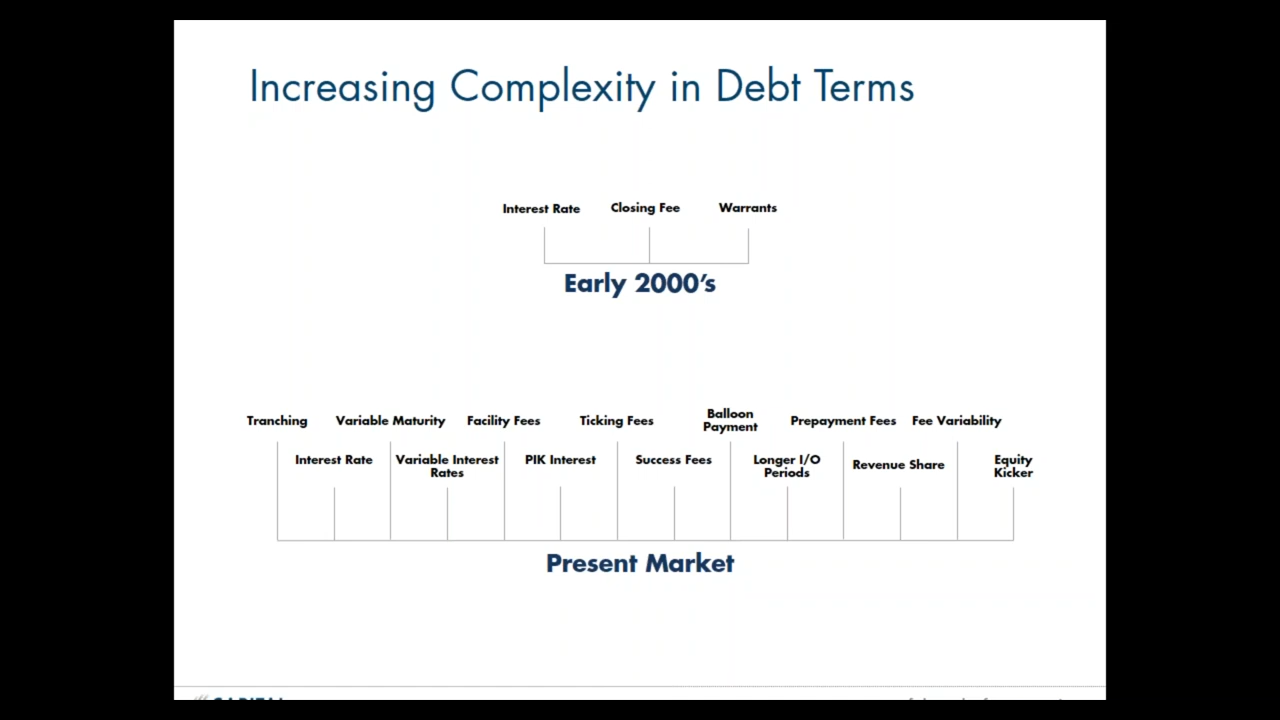 Increasing Complexity in Debt Terms
Interest Rate Closing Fee Warrants
Early 2000's
Tranching Variable Maturity Facility Fees Ticking Fees Balloon Payment Prepayment Fees Fee Variability
Interest Rate Variable Interest Rates PIK Interest Success Fees Longer I/O Periods Revenue Share Equity Kicker
Present Market